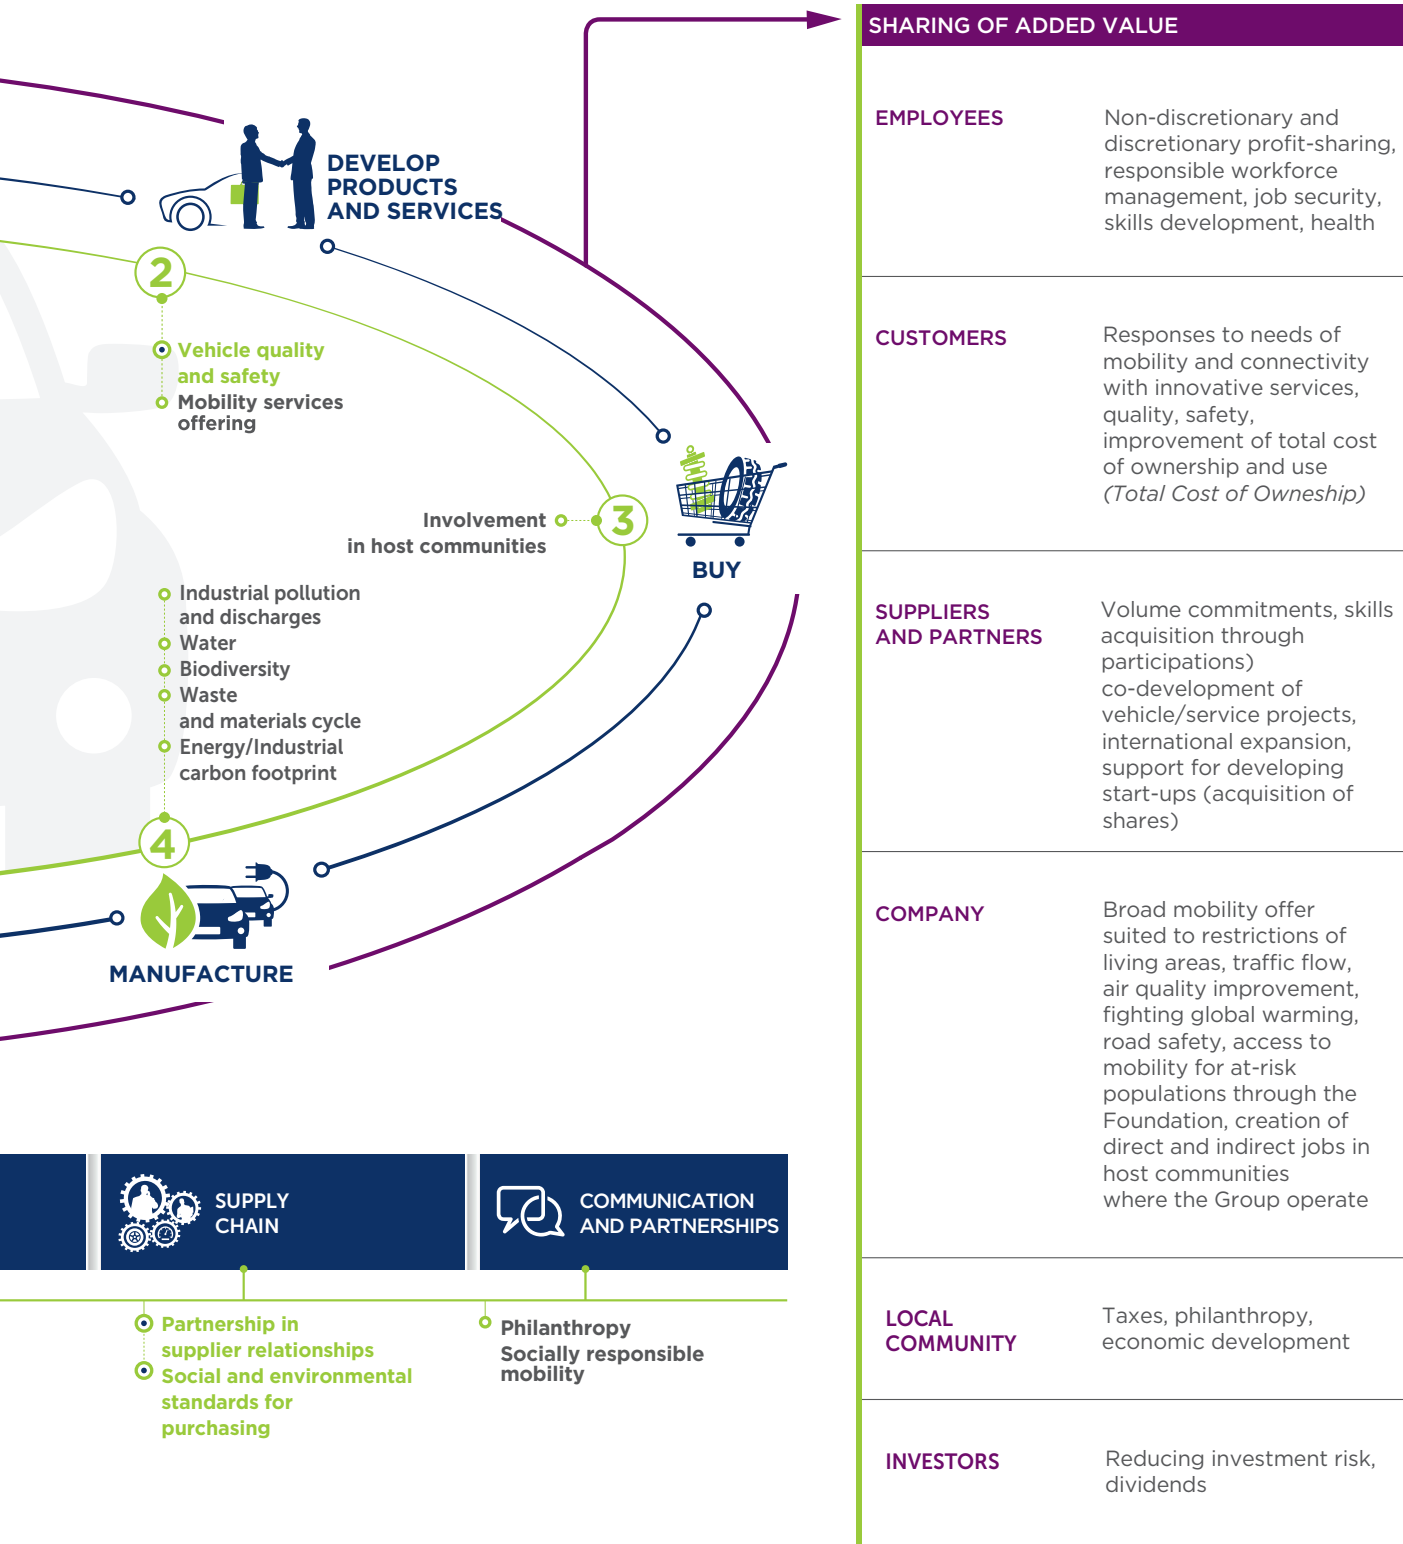 DEVELOP
PRODUCTS
AND SERVICES
2
Vehicle quality
and safety
Mobility services
offering
Involvement
in host communities
3
BUY
Industrial pollution
and discharges
Water
Biodiversity
Waste
and materials cycle
Energy/Industrial
carbon footprint
4
MANUFACTURE
SUPPLY
CHAIN
Partnership in
supplier relationships
Social and environmental
standards for
purchasing
COMMUNICATION
AND PARTNERSHIPS
Philanthropy
Socially responsible
mobility
SHARING OF ADDED VALUE
EMPLOYEES
Non-discretionary and
discretionary profit-sharing,
responsible workforce
management, job security,
skills development, health
CUSTOMERS
Responses to needs of
mobility and connectivity
with innovative services,
quality, safety,
improvement of total cost
of ownership and use
(Total Cost of Owneship)
SUPPLIERS
AND PARTNERS
Volume commitments, skills
acquisition through
participations)
co-development of
vehicle/service projects,
international expansion,
support for developing
start-ups (acquisition of
shares)
COMPANY
Broad mobility offer
suited to restrictions of
living areas, traffic flow,
air quality improvement,
fighting global warming,
road safety, access to
mobility for at-risk
populations through the
Foundation, creation of
direct and indirect jobs in
host communities
where the Group operate
LOCAL
COMMUNITY
Taxes, philanthropy,
economic development
INVESTORS
Reducing investment risk,
dividends